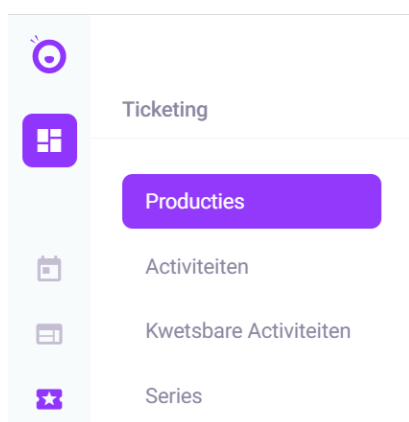 Ticketing
Producties
Activiteiten
Kwetsbare Activiteiten
Series